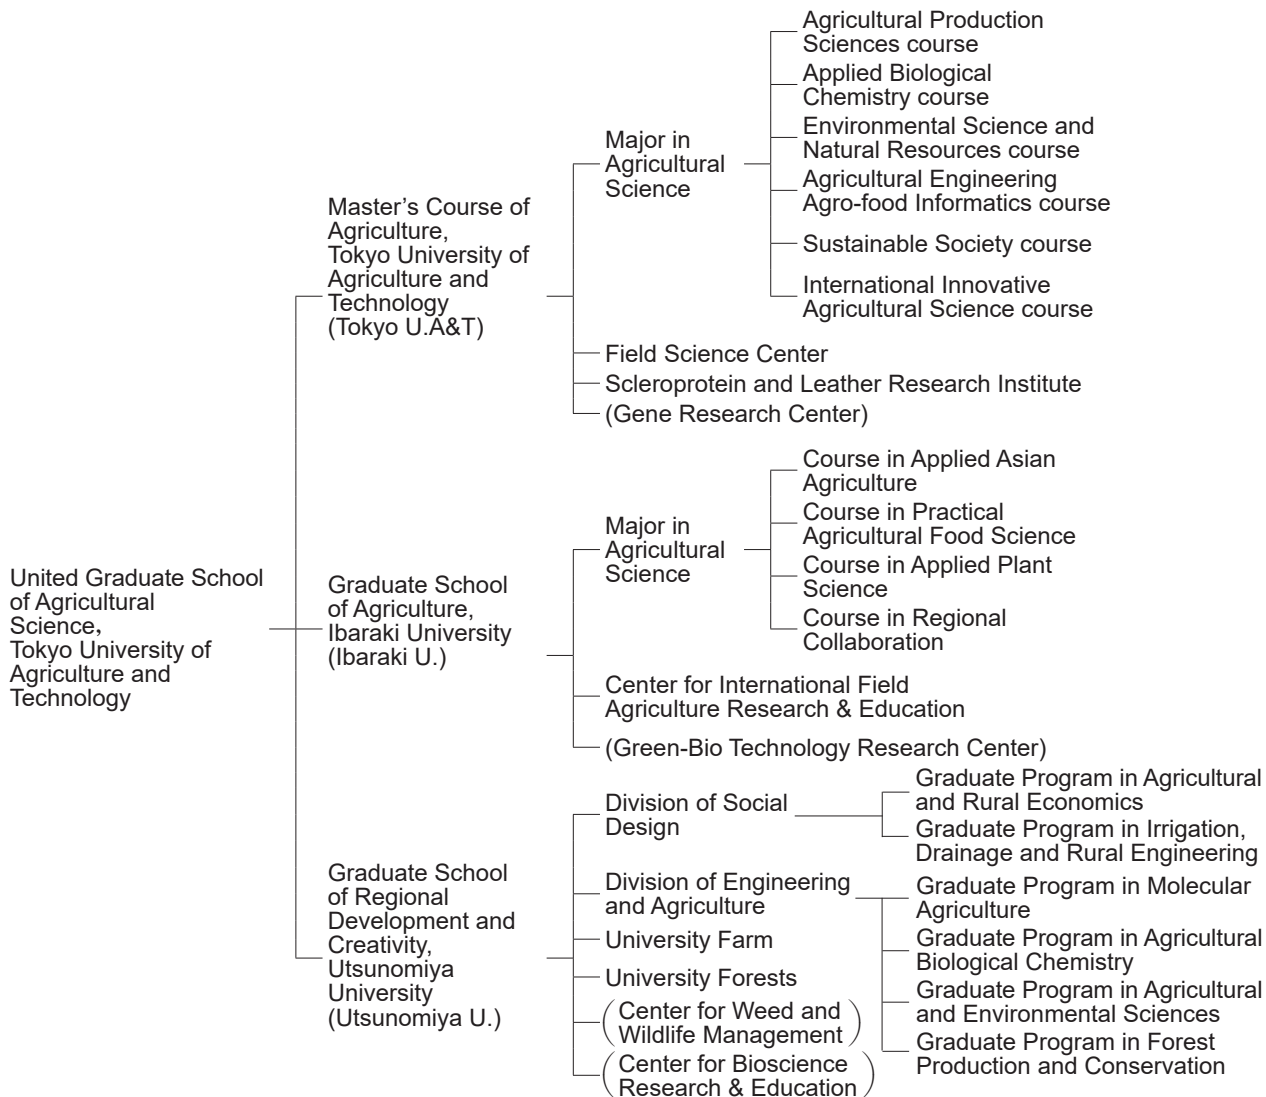 United Graduate School
of Agricultural
Science,
Tokyo University of
Agriculture and
Technology
Master's Course of
Agriculture,
Tokyo University of
Agriculture and
Technology
(Tokyo U.A&T)
Major in
Agricultural
Science
Agricultural Production
Sciences course
Applied Biological
Chemistry course
Environmental Science and
Natural Resources course
Agricultural Engineering
Agro-food Informatics course
Sustainable Society course
International Innovative
Agricultural Science course
Field Science Center
Scleroprotein and Leather Research Institute
(Gene Research Center)
Graduate School
of Agriculture,
Ibaraki University
(Ibaraki U.)
Major in
Agricultural
Science
Course in Applied Asian
Agriculture
Course in Practical
Agricultural Food Science
Course in Applied Plant
Science
Course in Regional
Collaboration
Center for International Field
Agriculture Research & Education
(Green-Bio Technology Research Center)
Graduate School
of Regional
Development and
Creativity,
Utsunomiya
University
(Utsunomiya U.)
Division of Social
Design
Graduate Program in Agricultural
and Rural Economics
Graduate Program in Irrigation,
Drainage and Rural Engineering
Division of Engineering
and Agriculture
Graduate Program in Molecular
Agriculture
Graduate Program in Agricultural
Biological Chemistry
Graduate Program in Agricultural
and Environmental Sciences
Graduate Program in Forest
Production and Conservation
University Farm
University Forests
(Center for Weed and
Wildlife Management)
(Center for Bioscience
Research & Education)